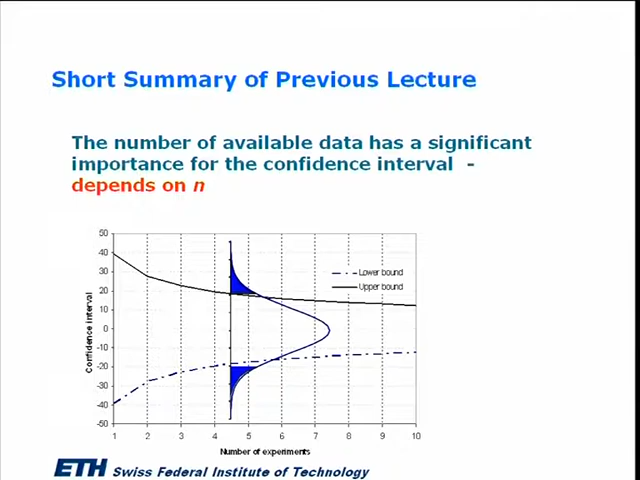 Short Summary of Previous Lecture
The number of available data has a significant
importance for the confidence interval -
depends on n
50
40
30
20
10
0
-10
-20
-30
-40
-50
Confidence interval
Lower bound
Upper bound
1 2 3 4 5 6 7 8 9 10
Number of experiments
ETH Swiss Federal Institute of Technology